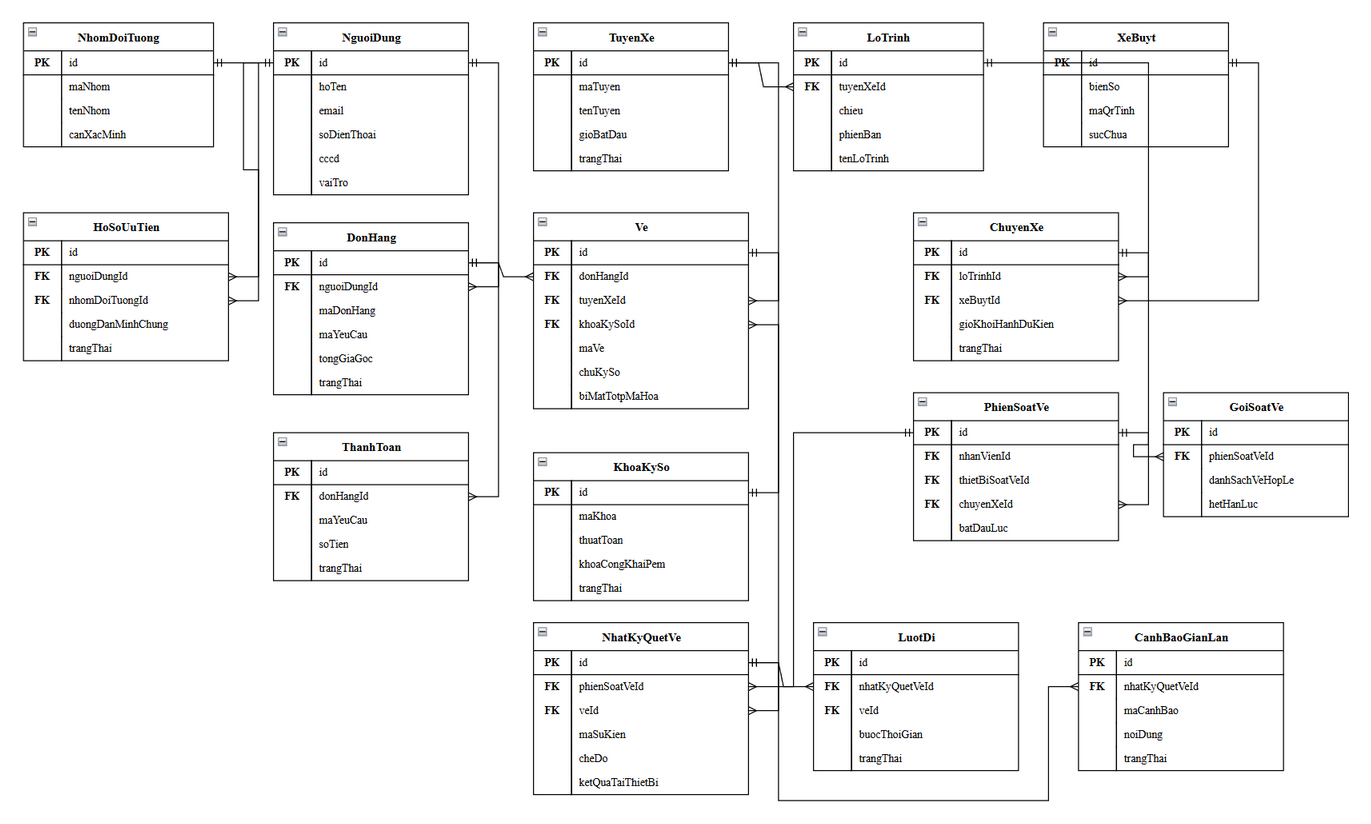 NhomDoiTuong
PK id
maNhom
tenNhom
canXacMinh
NguoiDung
PK id
hoTen
email
soDienThoai
cccd
vaiTro
TuyenXe
PK id
maTuyen
tenTuyen
gioBatDau
trangThai
LoTrinh
PK id
FK tuyenXeId
chieu
phienBan
tenLoTrinh
XeBuyt
PK id
bienSo
maQrTinh
sucChua
HoSoUuTien
PK id
FK nguoiDungId
FK nhomDoiTuongId
duongDanMinhChung
trangThai
DonHang
PK id
FK nguoiDungId
maDonHang
maYeuCau
tongGiaGoc
trangThai
Ve
PK id
FK donHangId
FK tuyenXeId
FK khoaKySoId
maVe
chuKySo
biMatTotpMaHoa
ChuyenXe
PK id
FK loTrinhId
FK xeBuytId
gioKhoiHanhDuKien
trangThai
PhienSoatVe
PK id
FK nhanVienId
FK thietBiSoatVeId
FK chuyenXeId
batDauLuc
GoiSoatVe
PK id
FK phienSoatVeId
danhSachVeHopLe
hetHanLuc
ThanhToan
PK id
FK donHangId
maYeuCau
soTien
trangThai
KhoaKySo
PK id
maKhoa
thuatToan
khoaCongKhaiPem
trangThai
NhatKyQuetVe
PK id
FK phienSoatVeId
FK veId
maSuKien
cheDo
ketQuaTaiThietBi
LuotDi
PK id
FK nhatKyQuetVeId
FK veId
buocThoiGian
trangThai
CanhBaoGianLan
PK id
FK nhatKyQuetVeId
maCanhBao
noiDung
trangThai